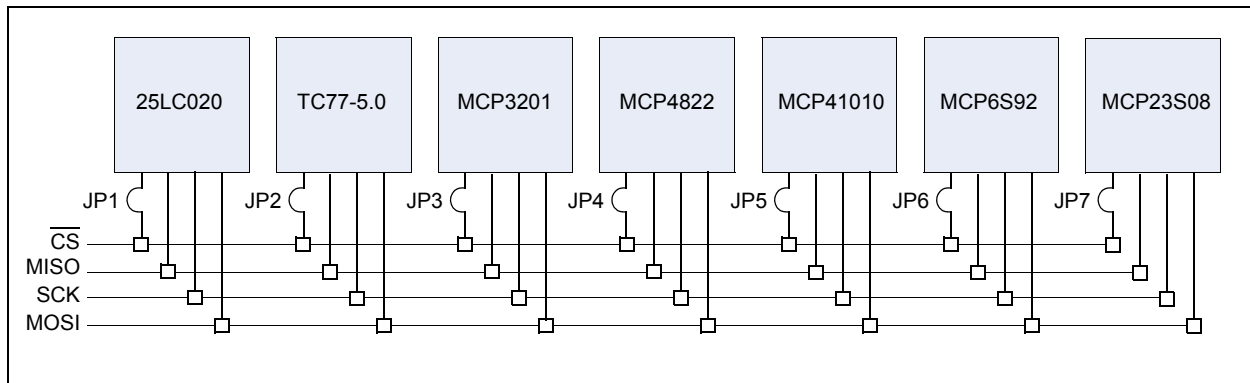 25LC020 TC77-5.0 MCP3201 MCP4822 MCP41010 MCP6S92 MCP23S08
JP1 JP2 JP3 JP4 JP5 JP6 JP7
CS
MISO
SCK
MOSI